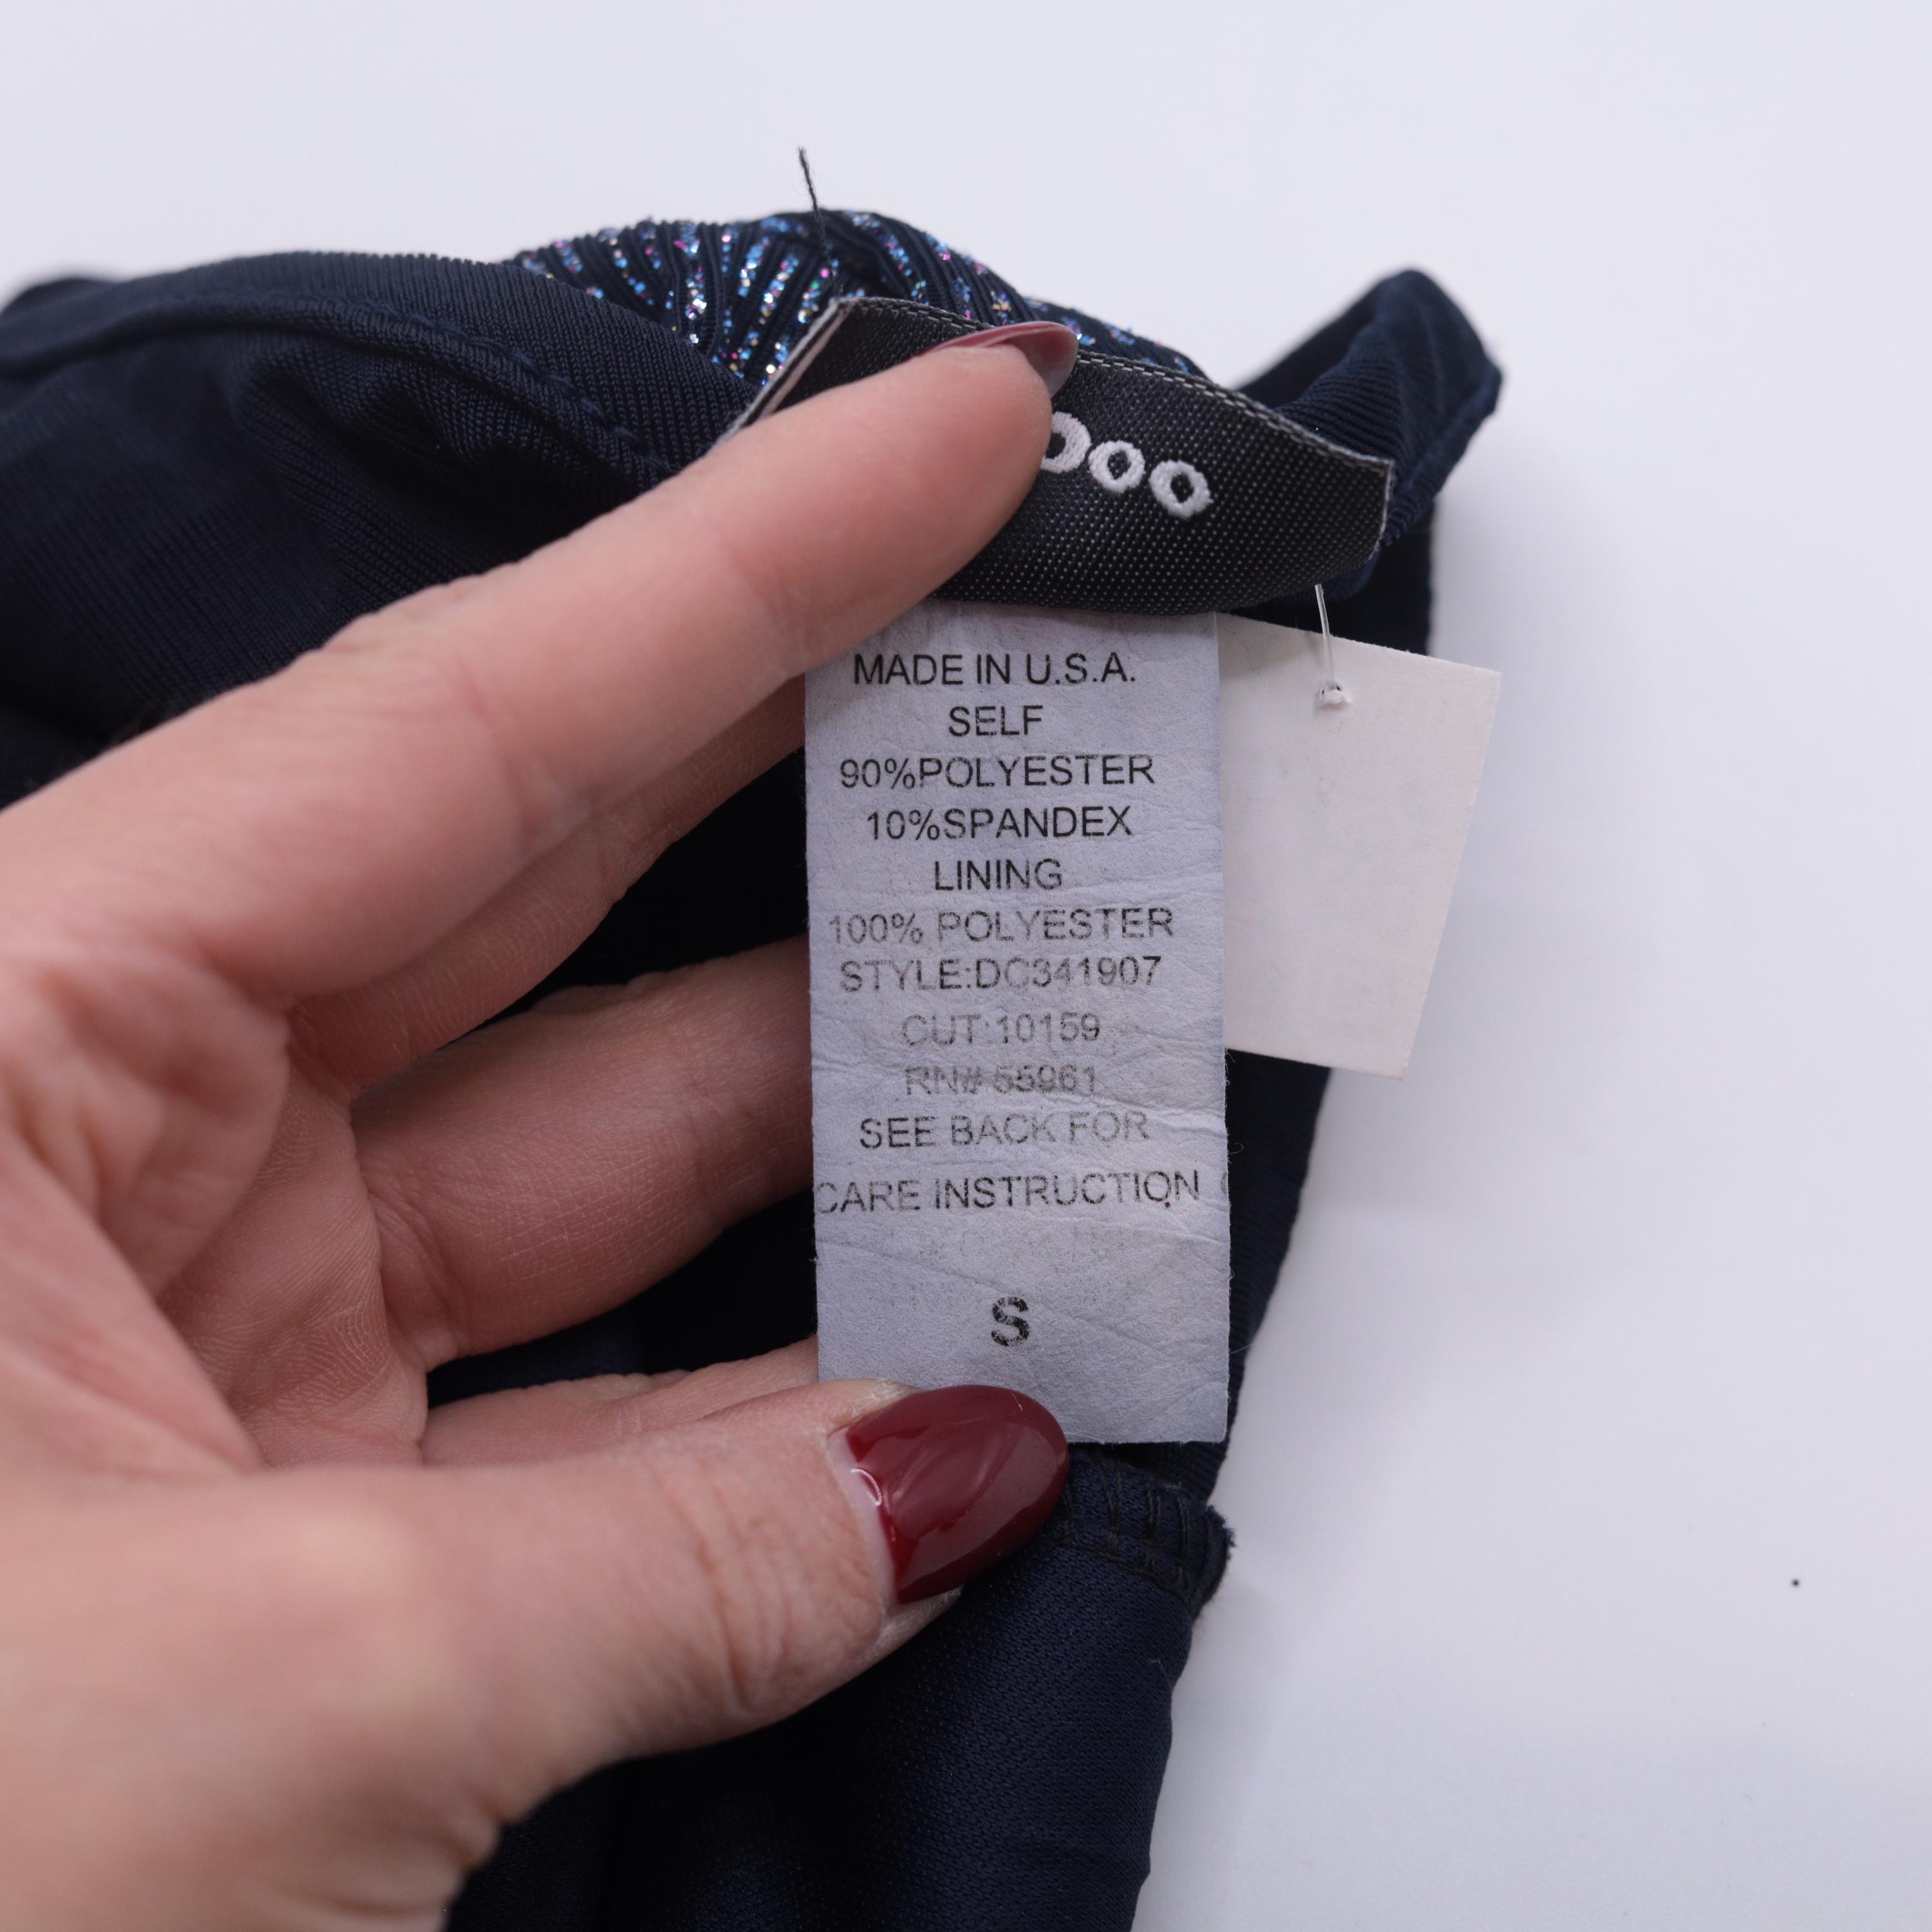 ooo
MADE IN U.S.A.
SELF
90%POLYESTER
10%SPANDEX
LINING
100% POLYESTER
STYLE:DC341907
CUT:10159
RN# 55961
SEE BACK FOR
CARE INSTRUCTION
S